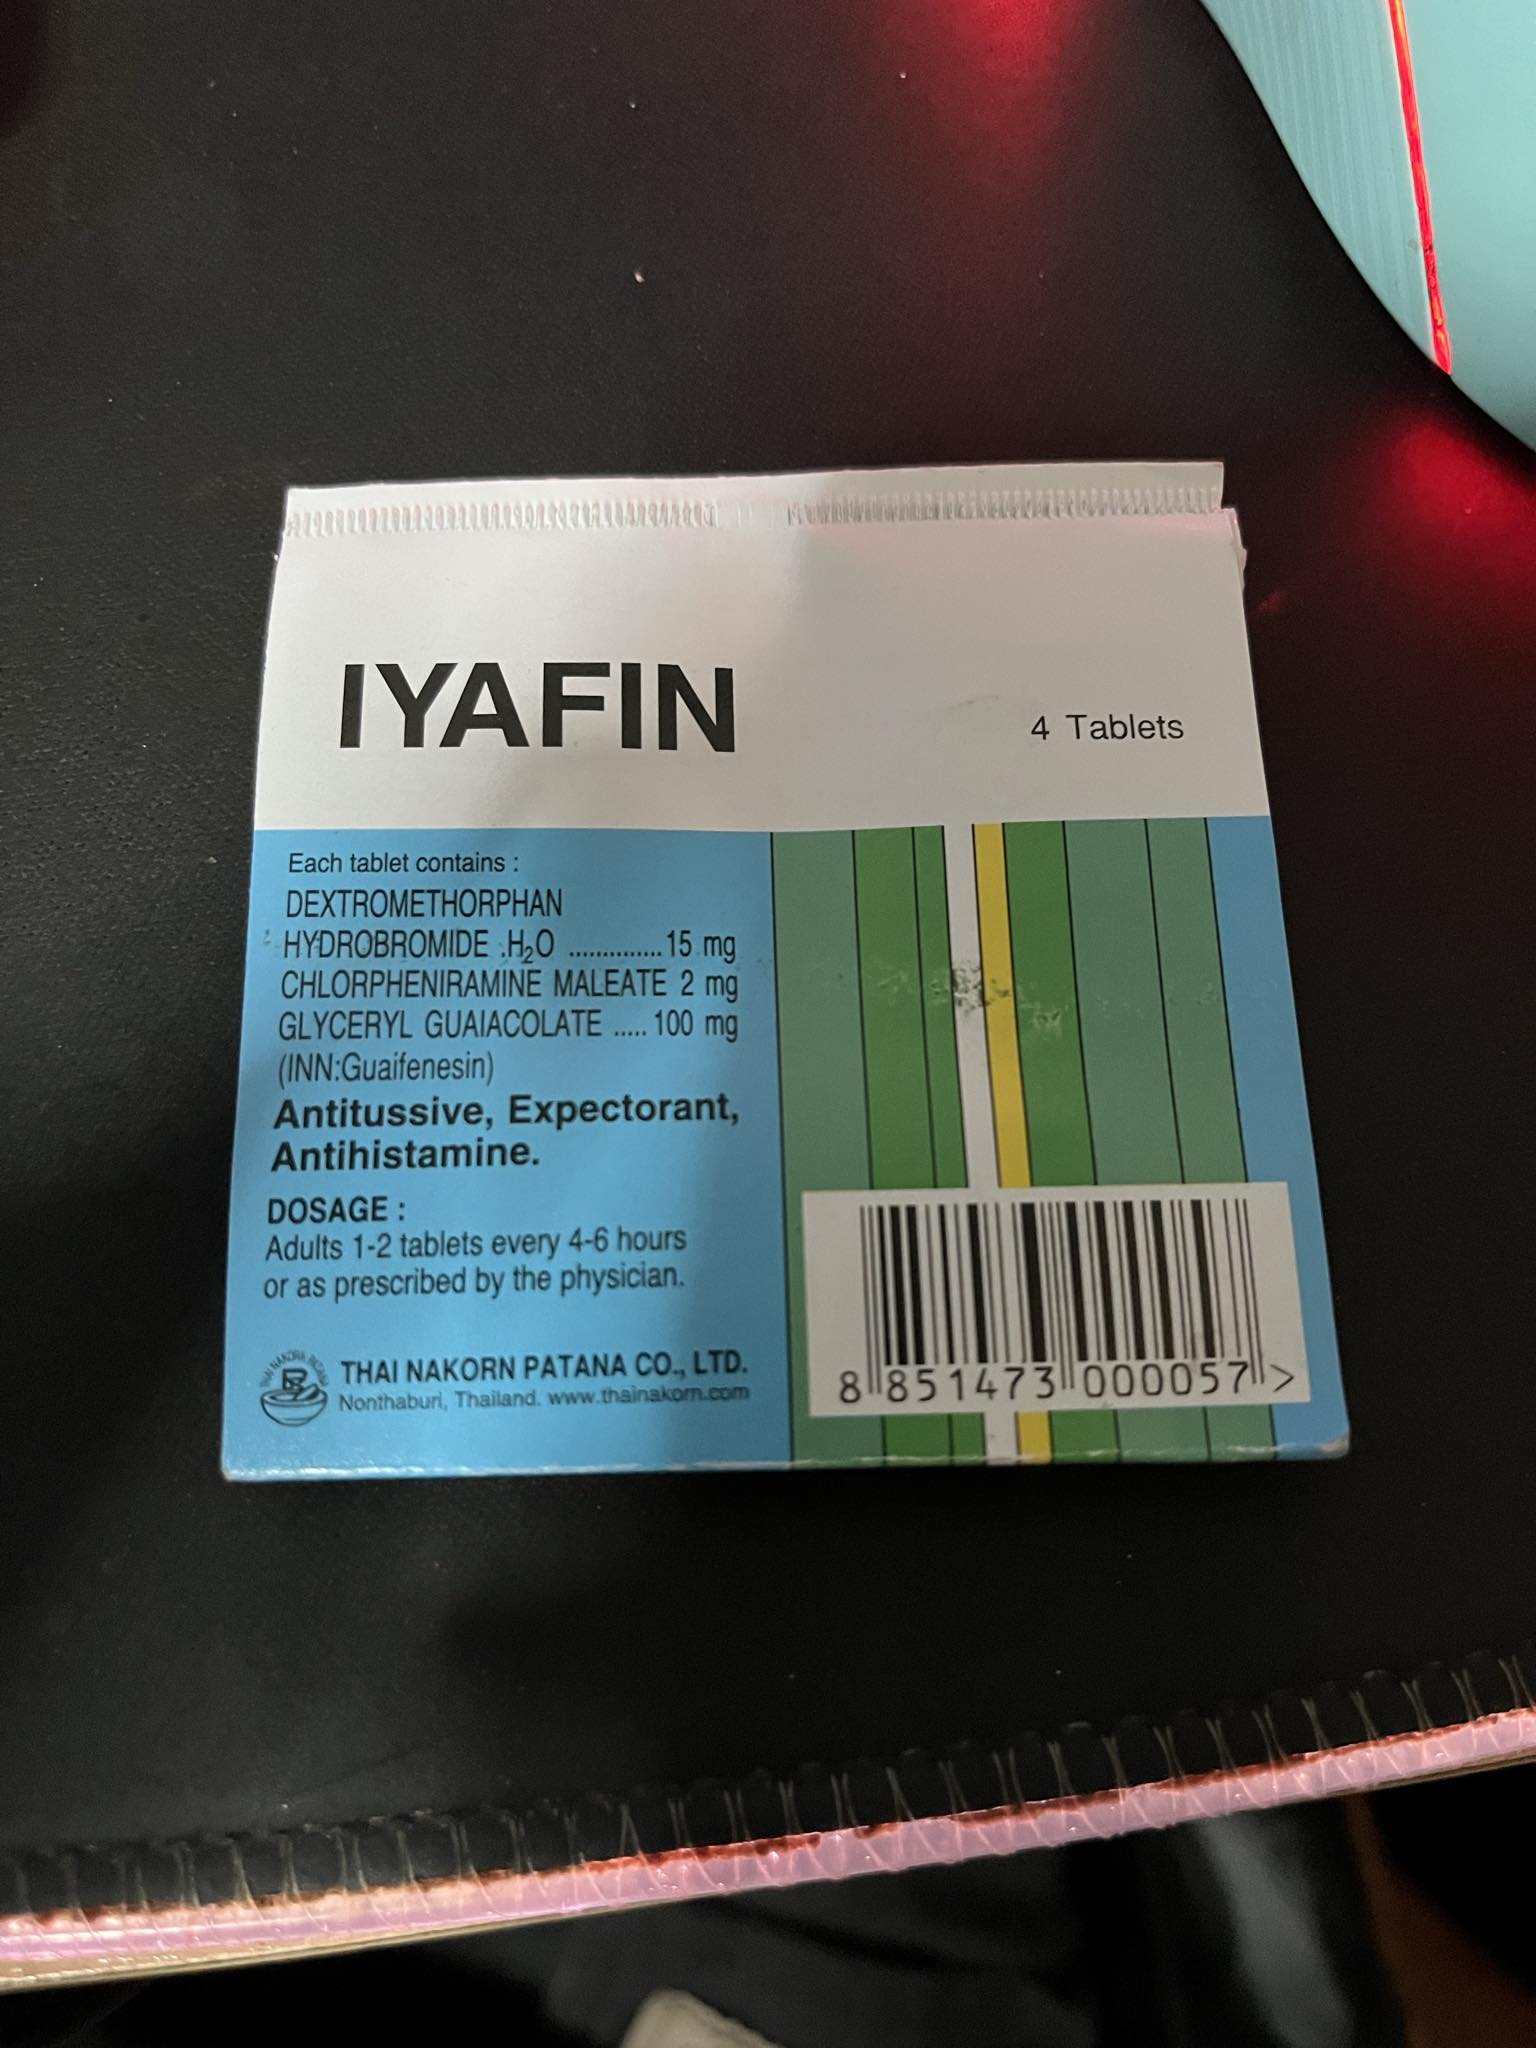 IYAFIN
4 Tablets
Each tablet contains :
DEXTROMETHORPHAN
HYDROBROMIDE .H₂O .............. 15 mg
CHLORPHENIRAMINE MALEATE 2 mg
GLYCERYL GUAIACOLATE ..... 100 mg
(INN:Guaifenesin)
Antitussive, Expectorant,
Antihistamine.
DOSAGE :
Adults 1-2 tablets every 4-6 hours
or as prescribed by the physician.
THAI NAKORN PATANA CO., LTD.
Nonthaburi, Thailand. www.thainakorn.com
8 851473 000057 >